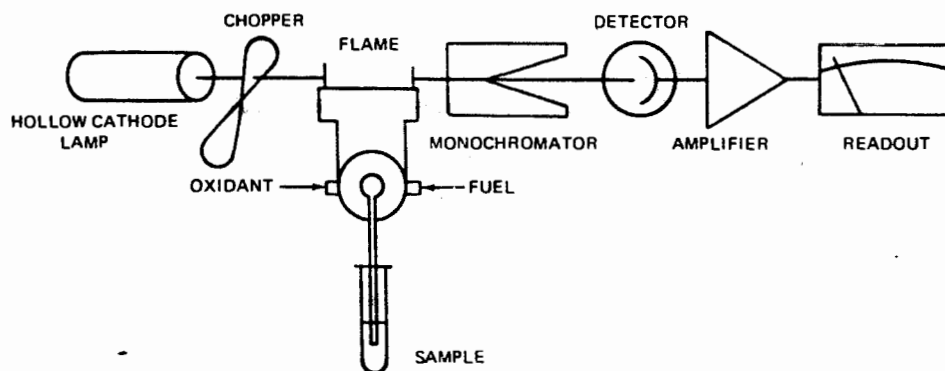 CHOPPER
FLAME
DETECTOR
HOLLOW CATHODE
LAMP
MONOCHROMATOR
AMPLIFIER
READOUT
OXIDANT
FUEL
SAMPLE